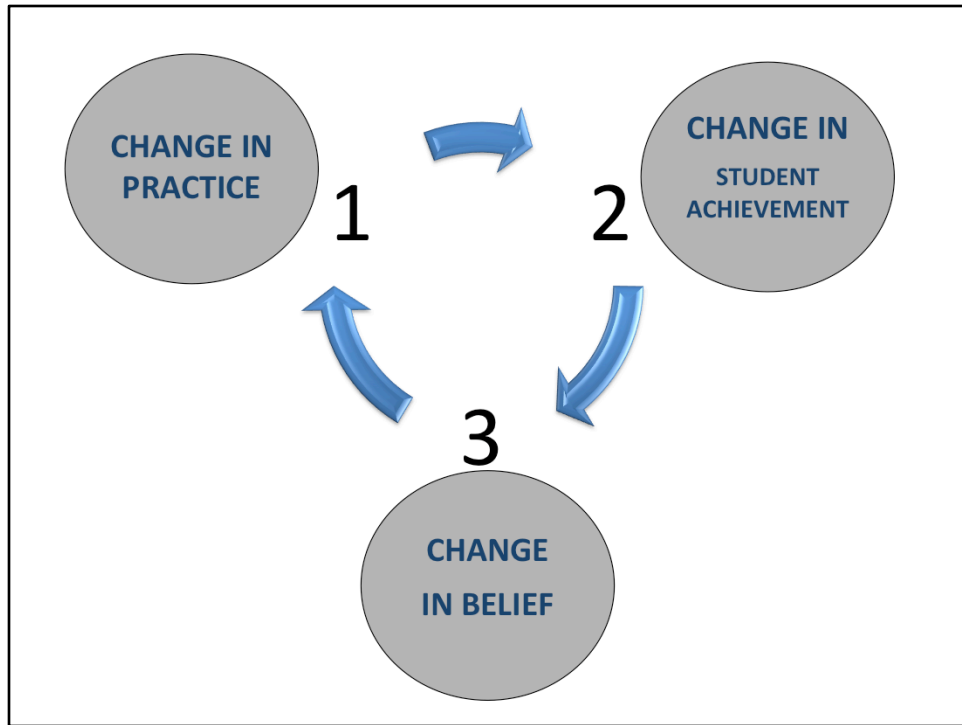 CHANGE IN
PRACTICE
1
2
CHANGE IN
STUDENT
ACHIEVEMENT
3
CHANGE
IN BELIEF